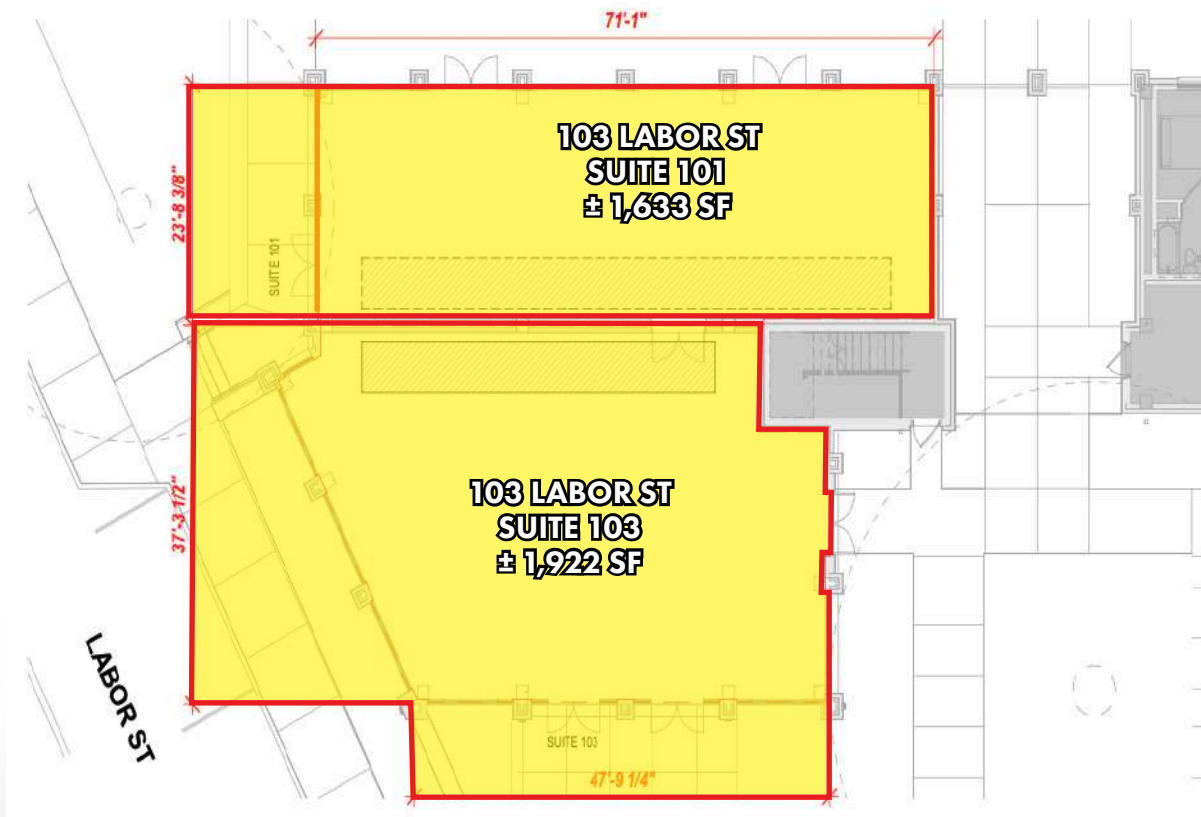 71'-1"
103 LABOR ST
SUITE 101
± 1,633 SF
23'-8 3/8"
SUITE 101
103 LABOR ST
SUITE 103
± 1,922 SF
37'-3 1/2"
LABOR ST
SUITE 103
47'-9 1/4"